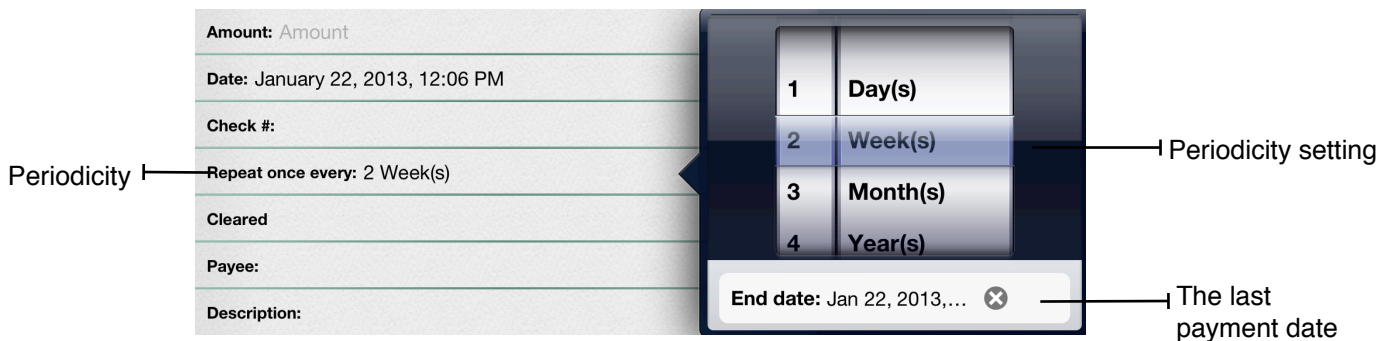 Amount: Amount
Date: January 22, 2013, 12:06 PM
Check #:
Repeat once every: 2 Week(s)
Cleared
Payee:
Description:
1 Day(s)
2 Week(s)
3 Month(s)
4 Year(s)
End date: Jan 22, 2013,...
Periodicity
Periodicity setting
The last
payment date